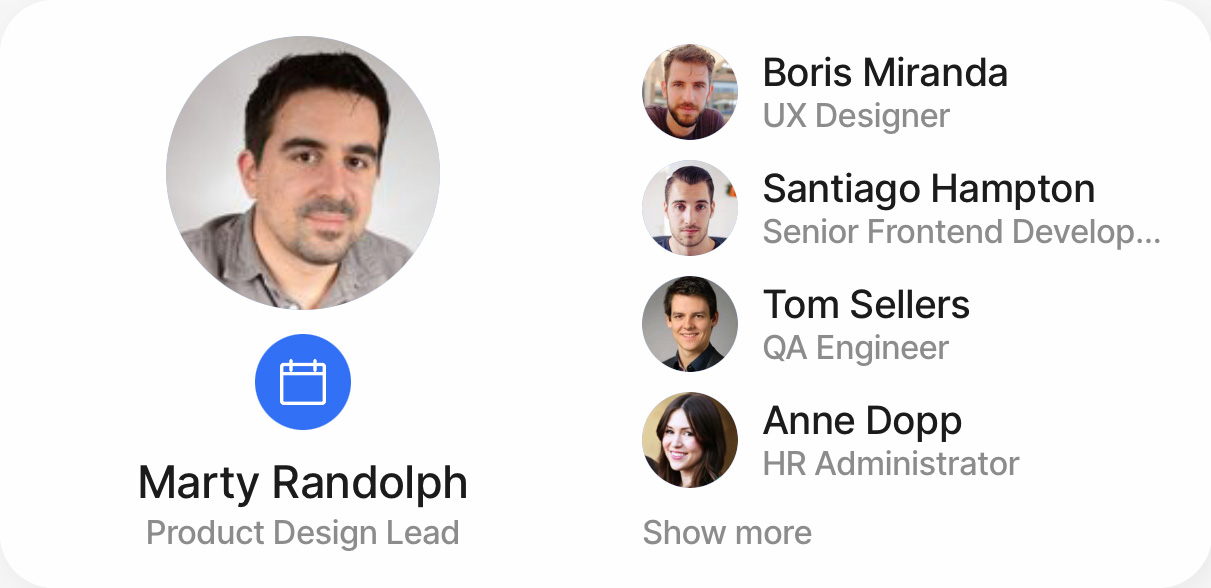 Marty Randolph
Product Design Lead
Boris Miranda
UX Designer
Santiago Hampton
Senior Frontend Develop...
Tom Sellers
QA Engineer
Anne Dopp
HR Administrator
Show more